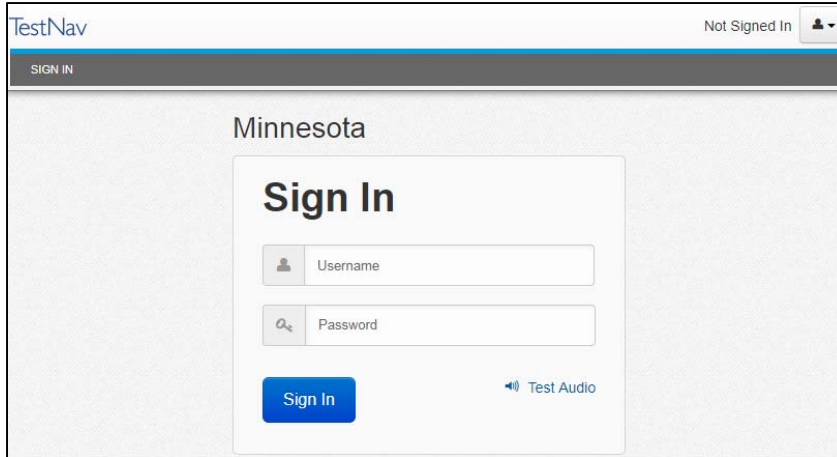 TestNav
Not Signed In
SIGN IN
Minnesota
Sign In
Username
Password
Sign In
Test Audio